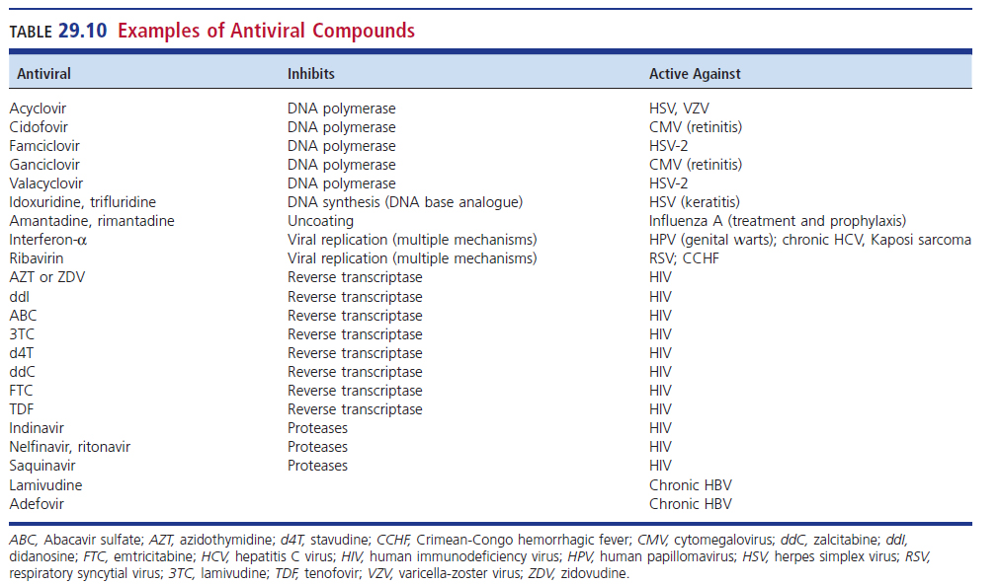 TABLE 29.10 Examples of Antiviral Compounds
Antiviral Inhibits Active Against
Acyclovir DNA polymerase HSV, VZV
Cidofovir DNA polymerase CMV (retinitis)
Famciclovir DNA polymerase HSV-2
Ganciclovir DNA polymerase CMV (retinitis)
Valacyclovir DNA polymerase HSV-2
Idoxuridine, trifluridine DNA synthesis (DNA base analogue) HSV (keratitis)
Amantadine, rimantadine Uncoating Influenza A (treatment and prophylaxis)
Interferon-α Viral replication (multiple mechanisms) HPV (genital warts); chronic HCV, Kaposi sarcoma
Ribavirin Viral replication (multiple mechanisms) RSV; CCHF
AZT or ZDV Reverse transcriptase HIV
ddI Reverse transcriptase HIV
ABC Reverse transcriptase HIV
3TC Reverse transcriptase HIV
d4T Reverse transcriptase HIV
ddC Reverse transcriptase HIV
FTC Reverse transcriptase HIV
TDF Reverse transcriptase HIV
Indinavir Proteases HIV
Nelfinavir, ritonavir Proteases HIV
Saquinavir Proteases HIV
Lamivudine Chronic HBV
Adefovir Chronic HBV
ABC, Abacavir sulfate; AZT, azidothymidine; d4T, stavudine; CCHF, Crimean-Congo hemorrhagic fever; CMV, cytomegalovirus; ddC, zalcitabine; ddI,
didanosine; FTC, emtricitabine; HCV, hepatitis C virus; HIV, human immunodeficiency virus; HPV, human papillomavirus; HSV, herpes simplex virus; RSV,
respiratory syncytial virus; 3TC, lamivudine; TDF, tenofovir; VZV, varicella-zoster virus; ZDV, zidovudine.